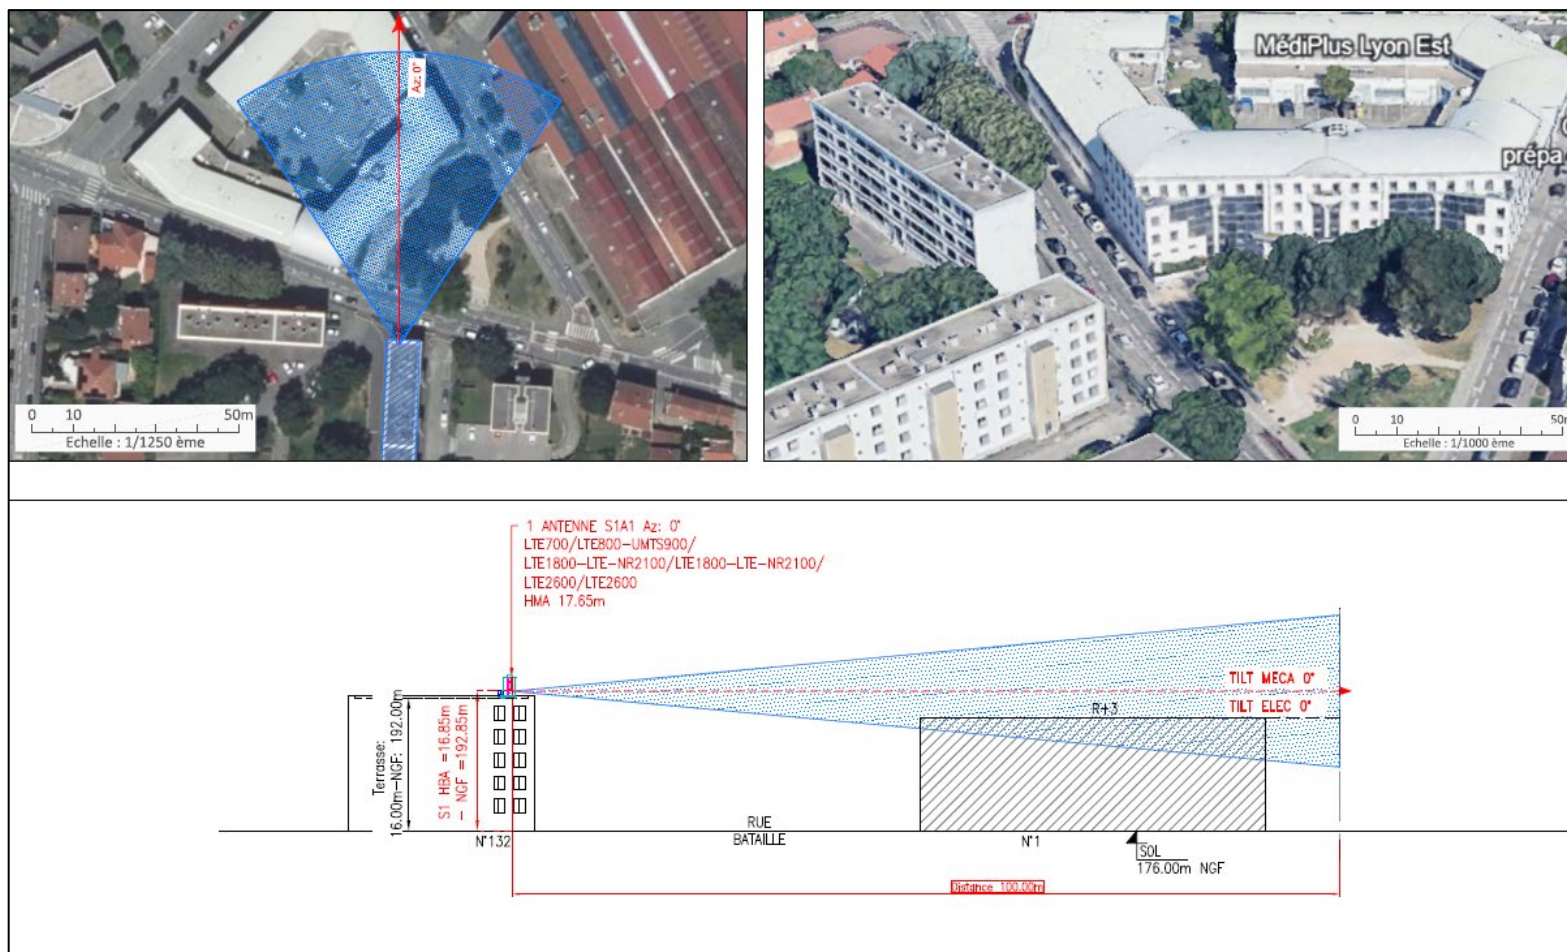 Az: 0°
0 10 50m
Echelle : 1/1250 ème
MédiPlus Lyon Est
prépa
0 10 50
Echelle : 1/1000 ème
1 ANTENNE S1A1 Az: 0°
LTE700/LTE800-UMTS900/
LTE1800-LTE-NR2100/LTE1800-LTE-NR2100/
LTE2600/LTE2600
HMA 17.65m
TILT MECA 0°
TILT ELEC 0°
R+3
Terrasse:
16.00m-NGF: 192.00m
S1 HBA =16.85m
- NGF =192.85m
N°132
RUE
BATAILLE
N°1
SOL
176.00m NGF
Distance 100.00m